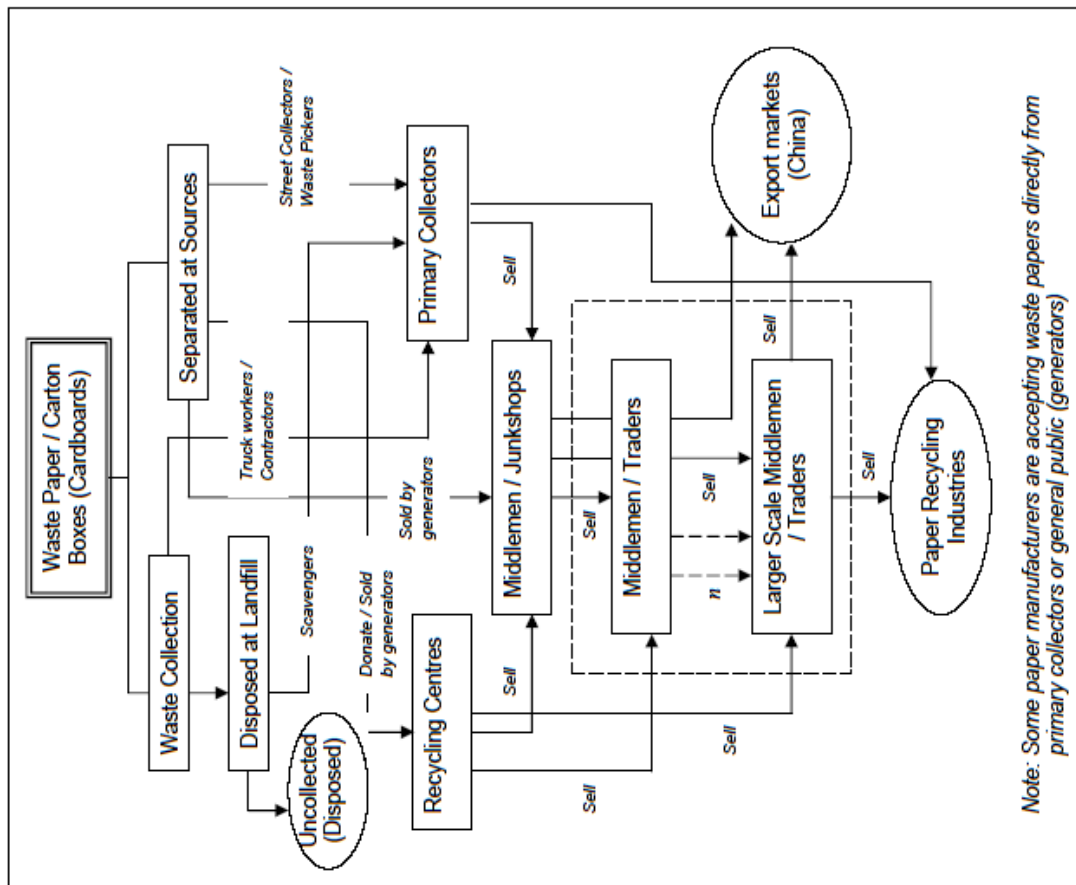 Waste Paper / Carton
Boxes (Cardboards)
Waste Collection
Separated at Sources
Disposed at Landfill
Uncollected
(Disposed)
Scavengers
Truck workers /
Contractors
Street Collectors /
Waste Pickers
Donate / Sold
by generators
Sold by
generators
Recycling Centres
Primary Collectors
Sell
Sell
Middlemen / Junkshops
Sell
Sell
Middlemen / Traders
n
Sell
Sell
Larger Scale Middlemen
/ Traders
Sell
Export markets
(China)
Sell
Paper Recycling
Industries
Note: Some paper manufacturers are accepting waste papers directly from
primary collectors or general public (generators)